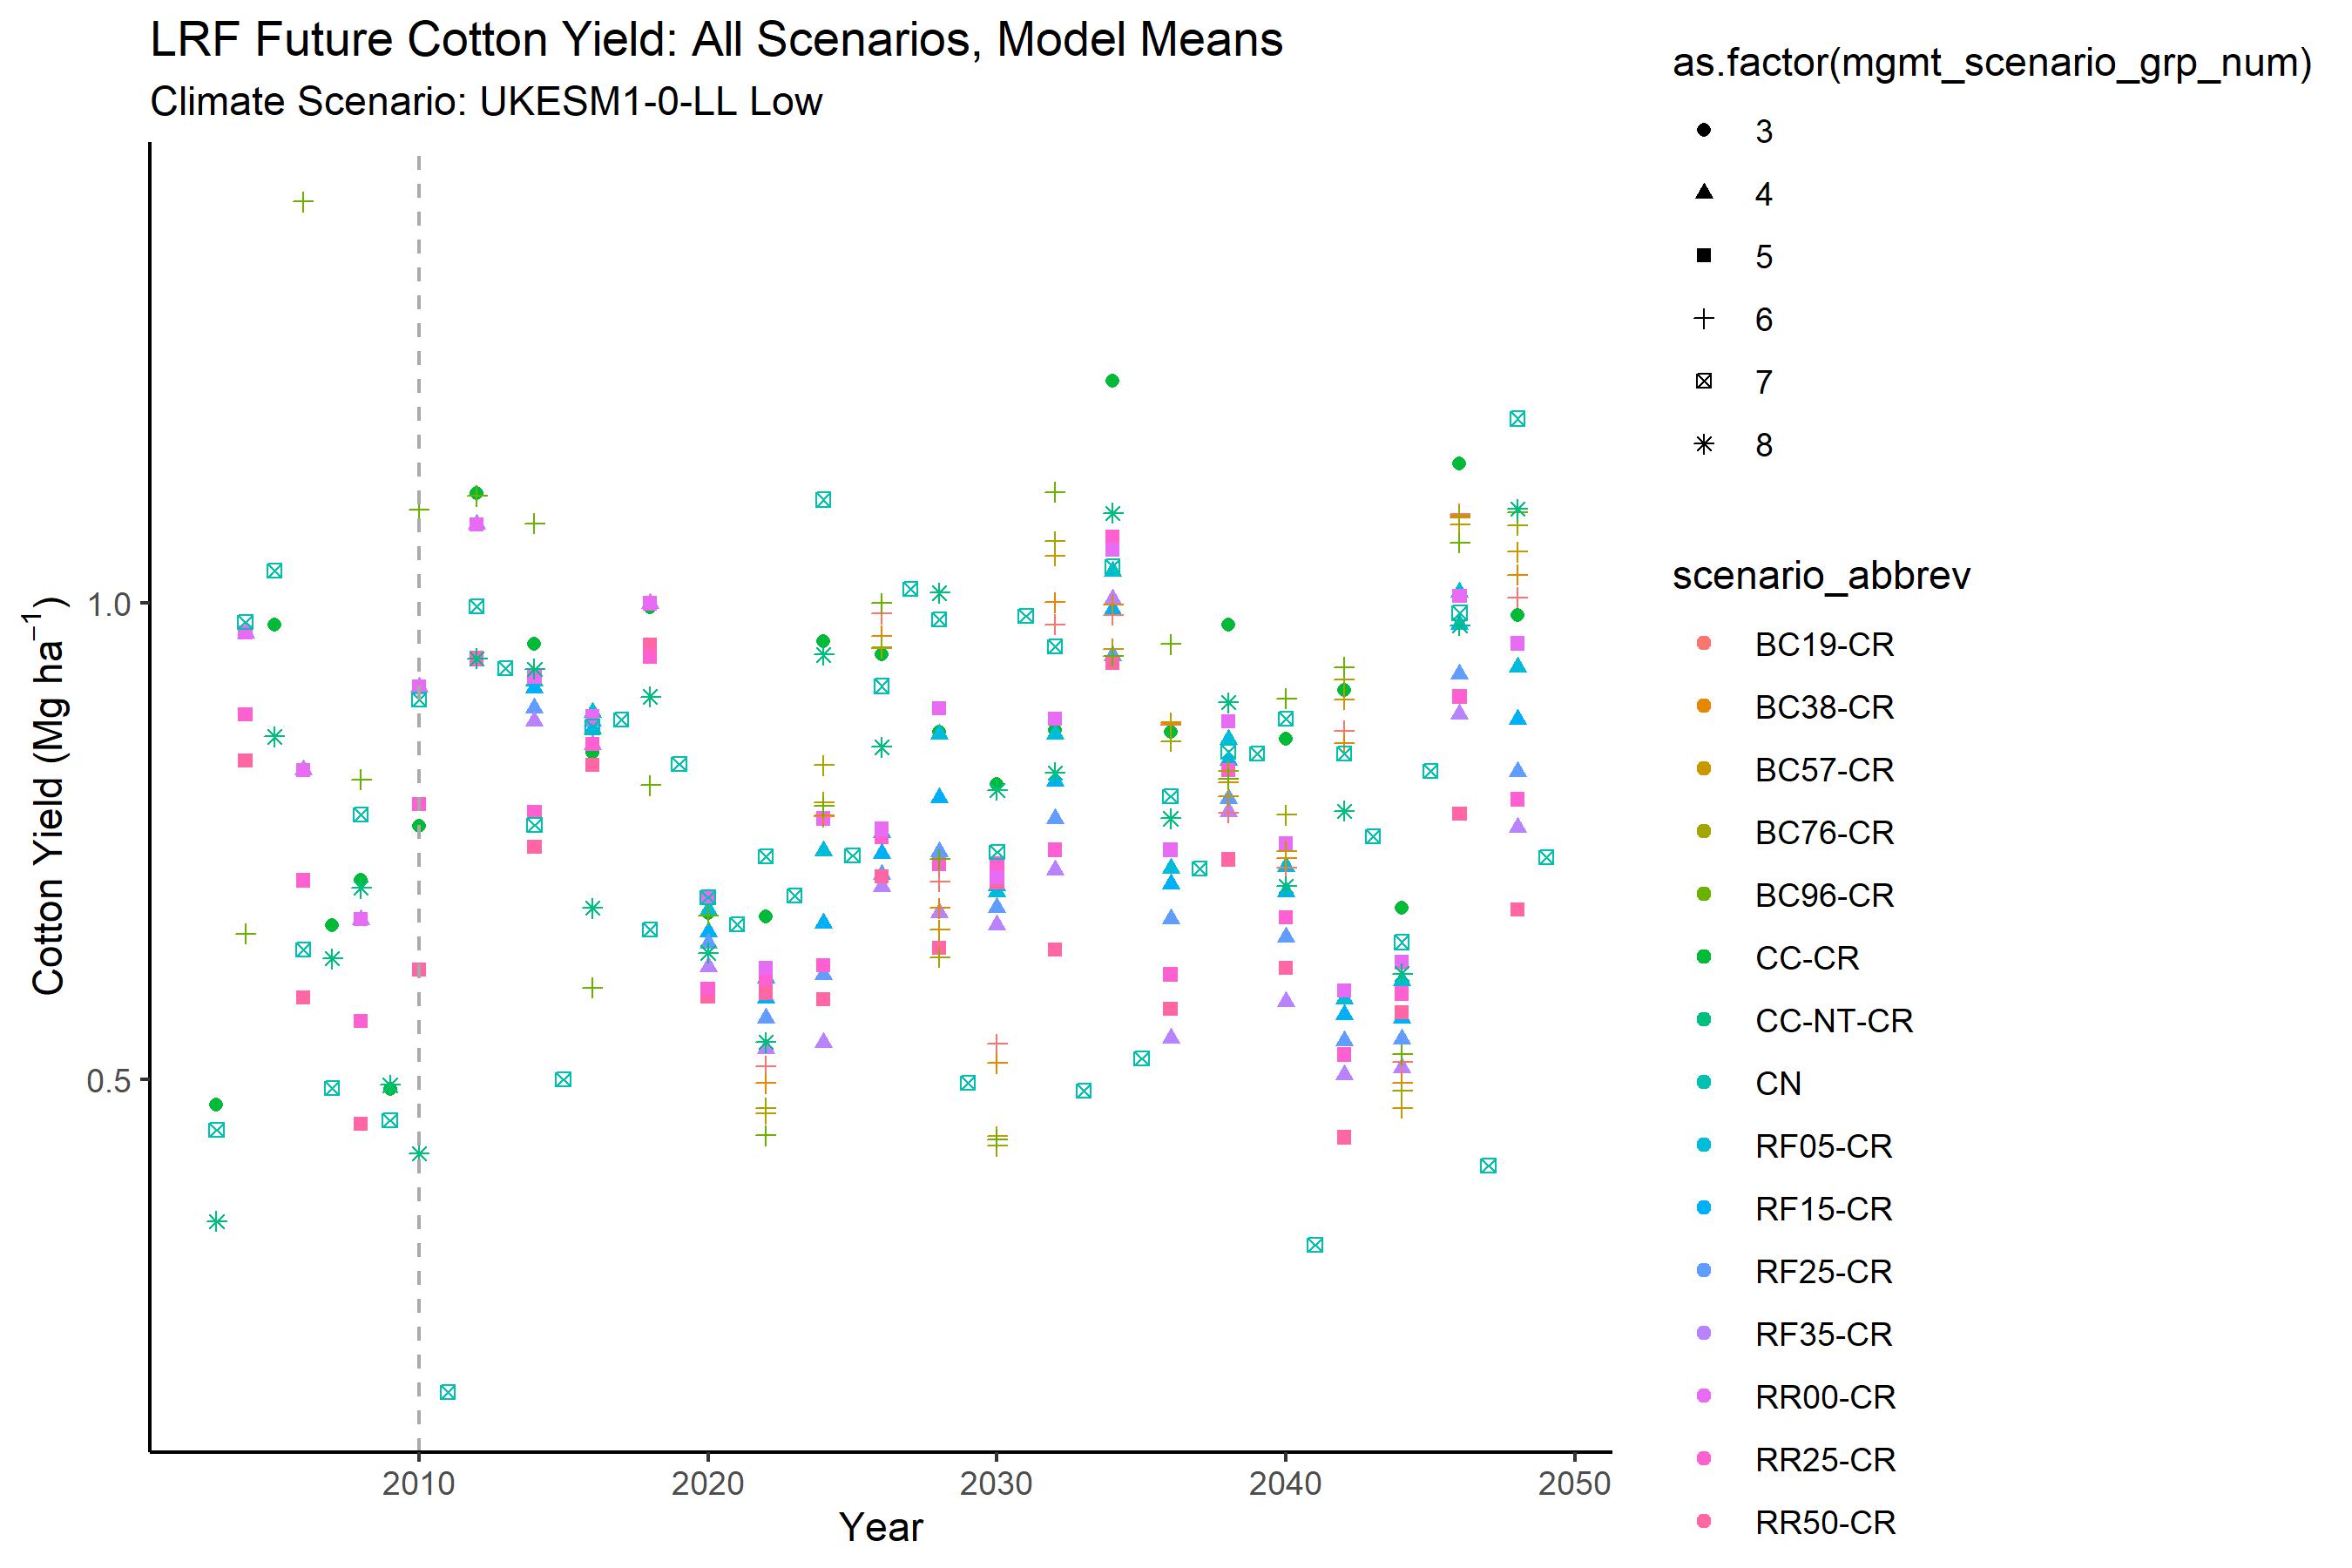 LRF Future Cotton Yield: All Scenarios, Model Means
Climate Scenario: UKESM1-0-LL Low
Cotton Yield (Mg ha⁻¹)
1.0
0.5
2010
2020
2030
2040
2050
Year
as.factor(mgmt_scenario_grp_num)
3
4
5
6
7
8
scenario_abbrev
BC19-CR
BC38-CR
BC57-CR
BC76-CR
BC96-CR
CC-CR
CC-NT-CR
CN
RF05-CR
RF15-CR
RF25-CR
RF35-CR
RR00-CR
RR25-CR
RR50-CR